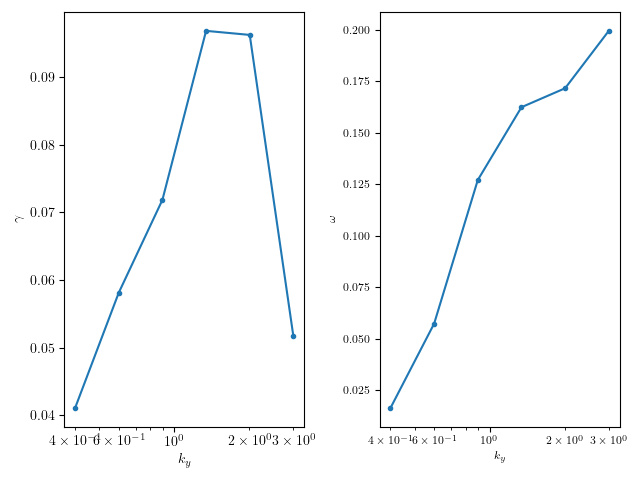 0.09
0.08
0.07
0.06
0.05
0.04
γ
4 × 10⁻¹ 6 × 10⁻¹ 10⁰ 2 × 10⁰ 3 × 10⁰
k_y
0.200
0.175
0.150
0.125
0.100
0.075
0.050
0.025
ω
4 × 10⁻¹ 6 × 10⁻¹ 10⁰ 2 × 10⁰ 3 × 10⁰
k_y